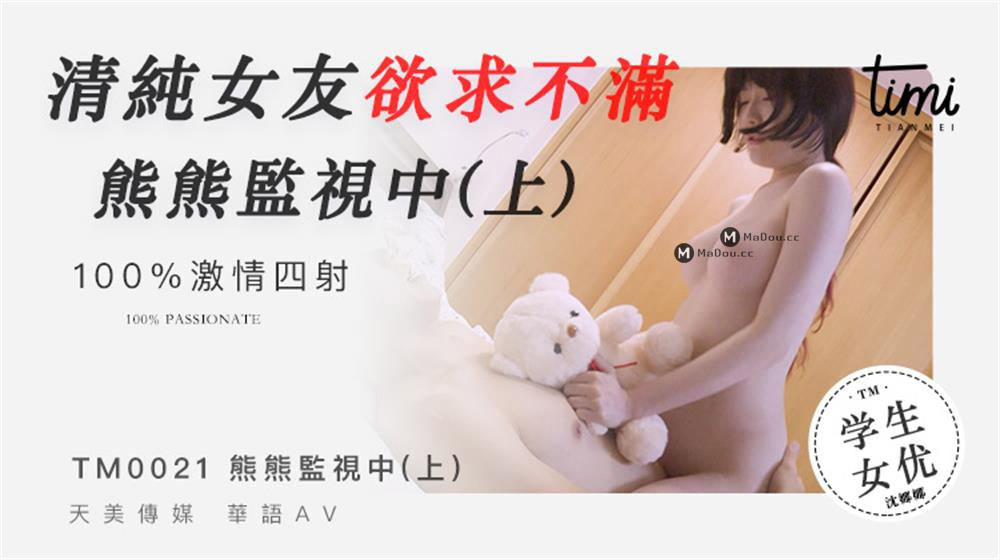 清純女友欲求不滿
timi
TIANMEI
熊熊監視中(上)
MaDou.cc
MaDou.cc
100%激情四射
100% PASSIONATE
· TM ·
学生
女优
沈娜娜
TM0021 熊熊監視中(上)
天美傳媒 華語AV